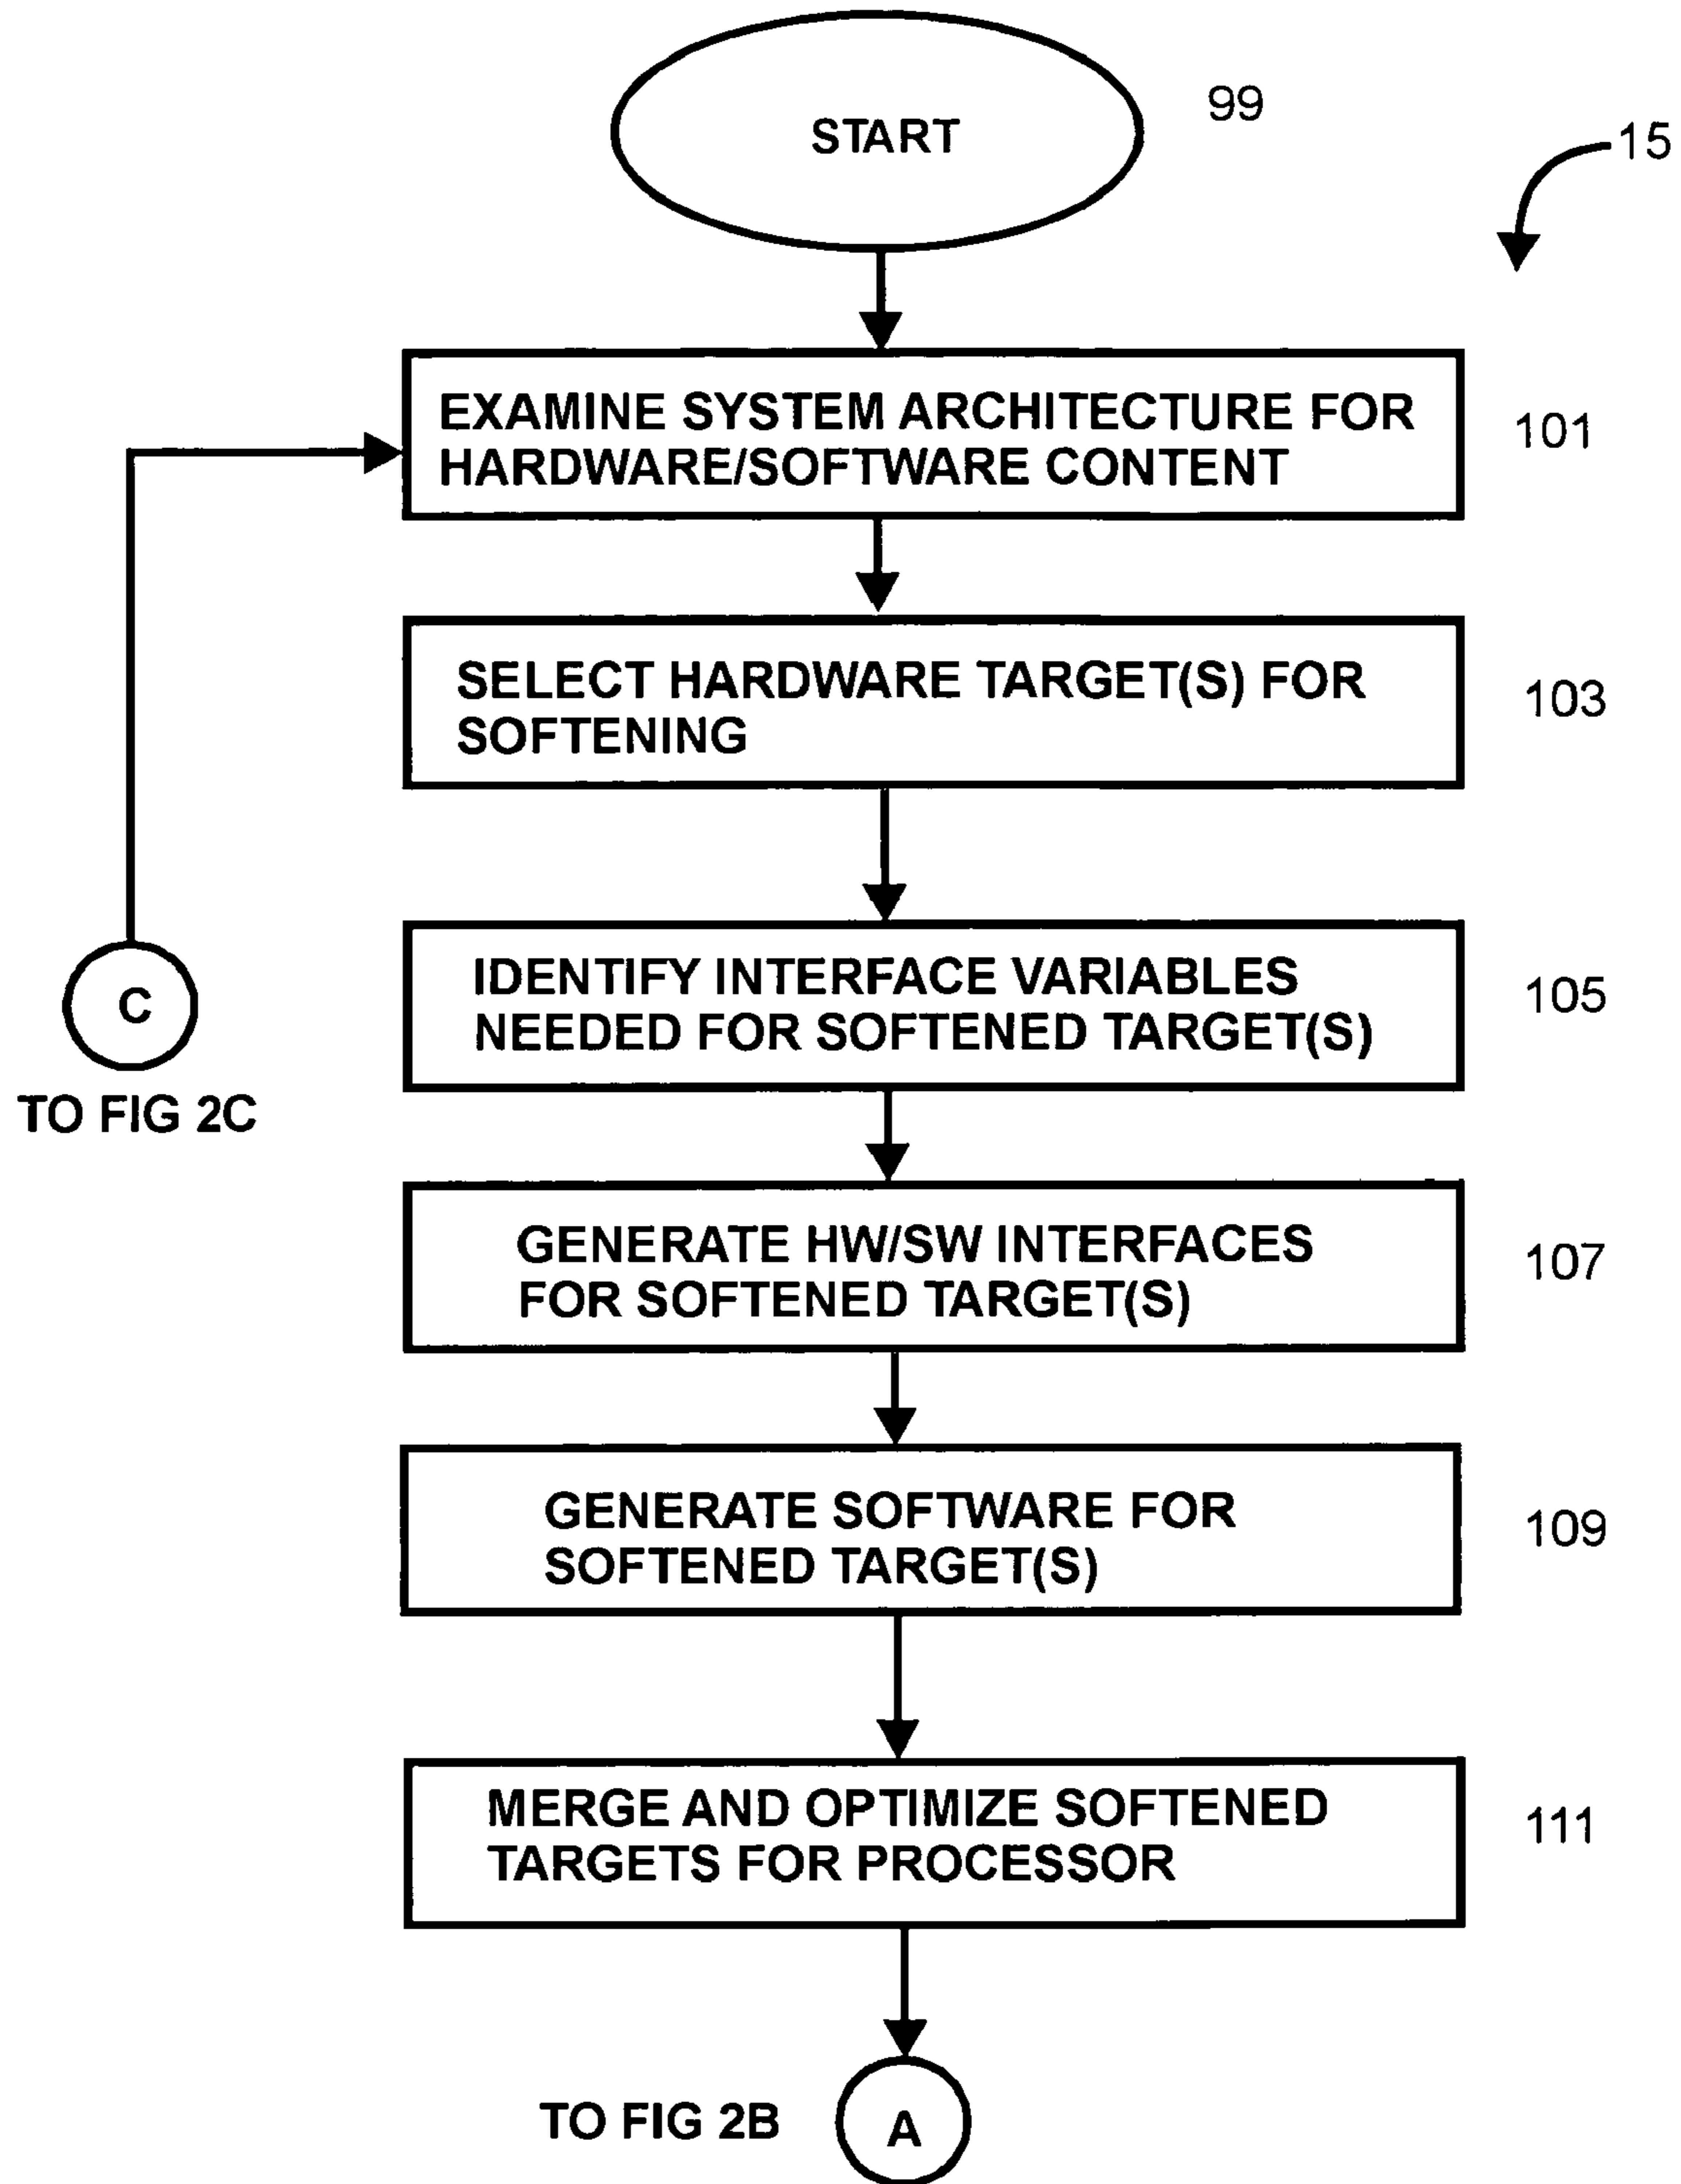 START
99
15
EXAMINE SYSTEM ARCHITECTURE FOR
HARDWARE/SOFTWARE CONTENT
101
SELECT HARDWARE TARGET(S) FOR
SOFTENING
103
IDENTIFY INTERFACE VARIABLES
NEEDED FOR SOFTENED TARGET(S)
105
C
TO FIG 2C
GENERATE HW/SW INTERFACES
FOR SOFTENED TARGET(S)
107
GENERATE SOFTWARE FOR
SOFTENED TARGET(S)
109
MERGE AND OPTIMIZE SOFTENED
TARGETS FOR PROCESSOR
111
TO FIG 2B
A